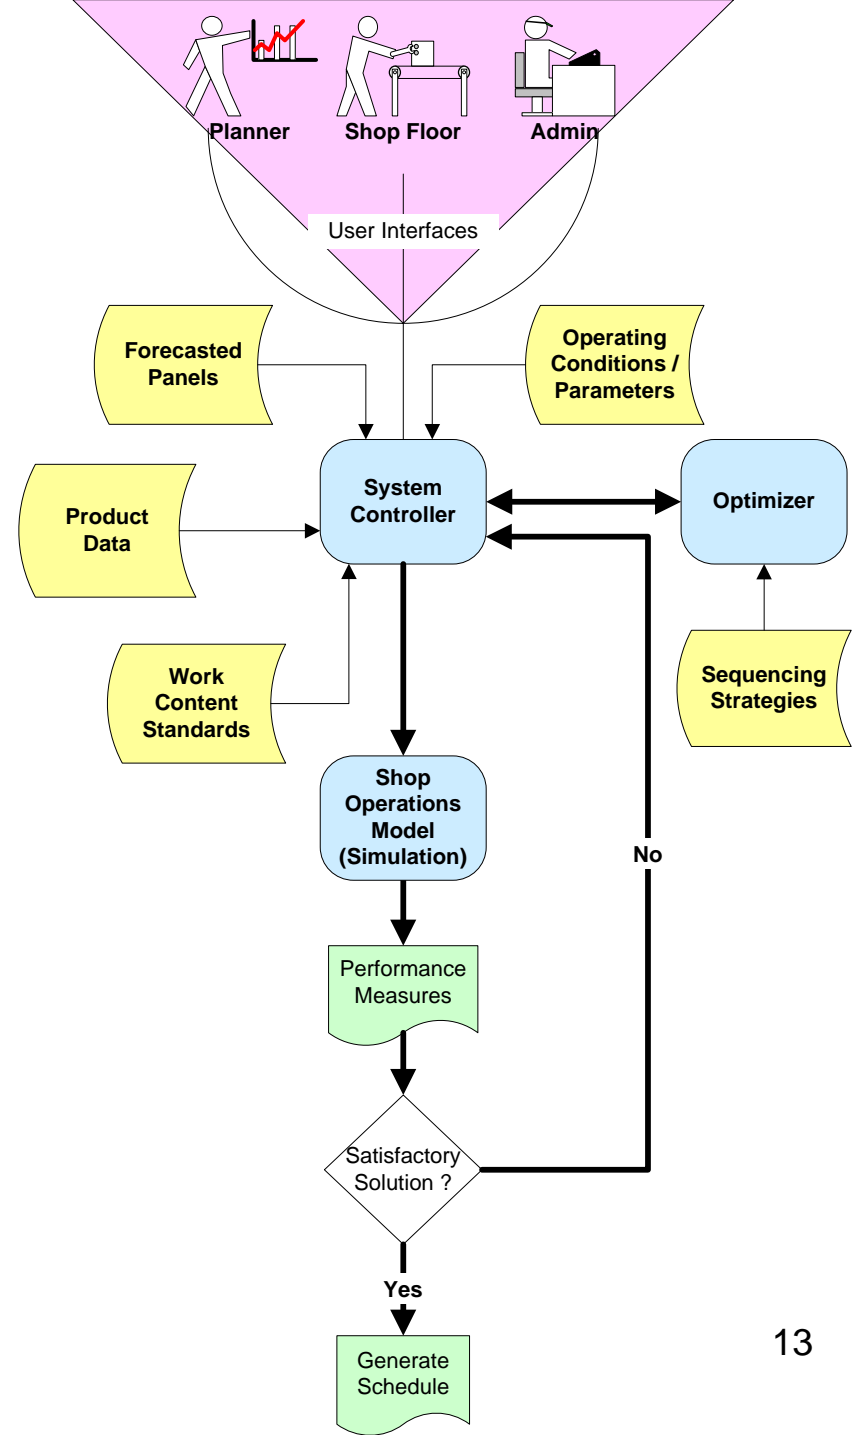 Planner
Shop Floor
Admin
User Interfaces
Forecasted
Panels
Operating
Conditions /
Parameters
System
Controller
Optimizer
Product
Data
Work
Content
Standards
Sequencing
Strategies
Shop
Operations
Model
(Simulation)
No
Performance
Measures
Satisfactory
Solution ?
Yes
Generate
Schedule
13